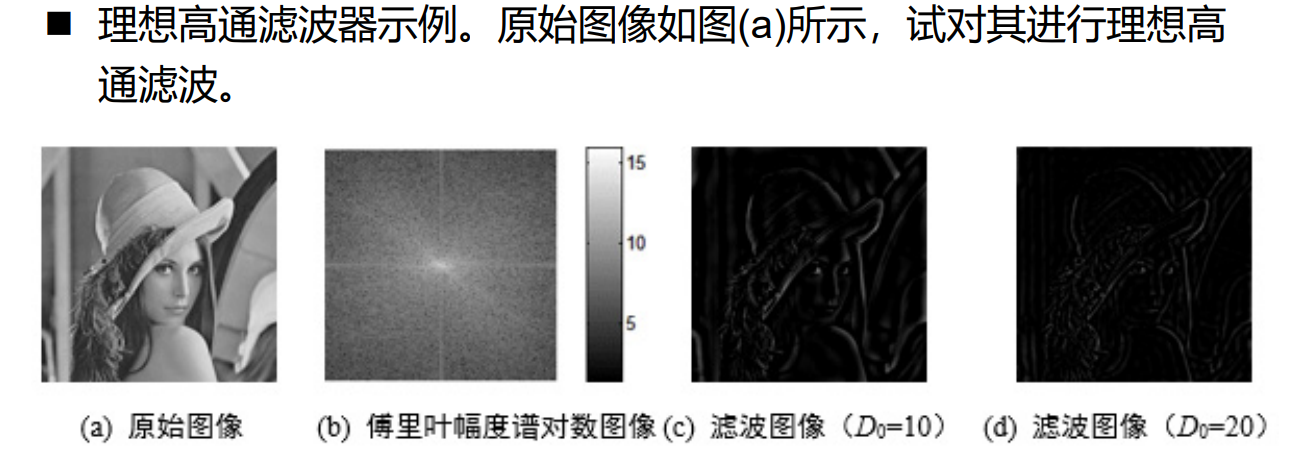 ■ 理想高通滤波器示例。原始图像如图(a)所示，试对其进行理想高
通滤波。
15
10
5
(a) 原始图像
(b) 傅里叶幅度谱对数图像
(c) 滤波图像（D0=10）
(d) 滤波图像（D0=20）